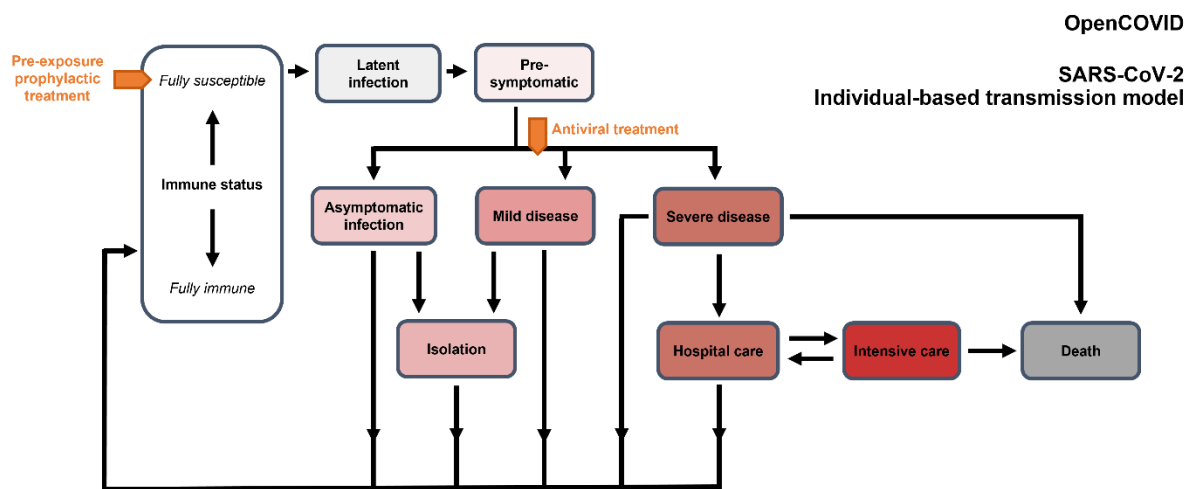 OpenCOVID
SARS-CoV-2
Individual-based transmission model
Pre-exposure
prophylactic
treatment
Fully susceptible
Immune status
Fully immune
Latent
infection
Pre-
symptomatic
Antiviral treatment
Asymptomatic
infection
Mild disease
Severe disease
Isolation
Hospital care
Intensive care
Death